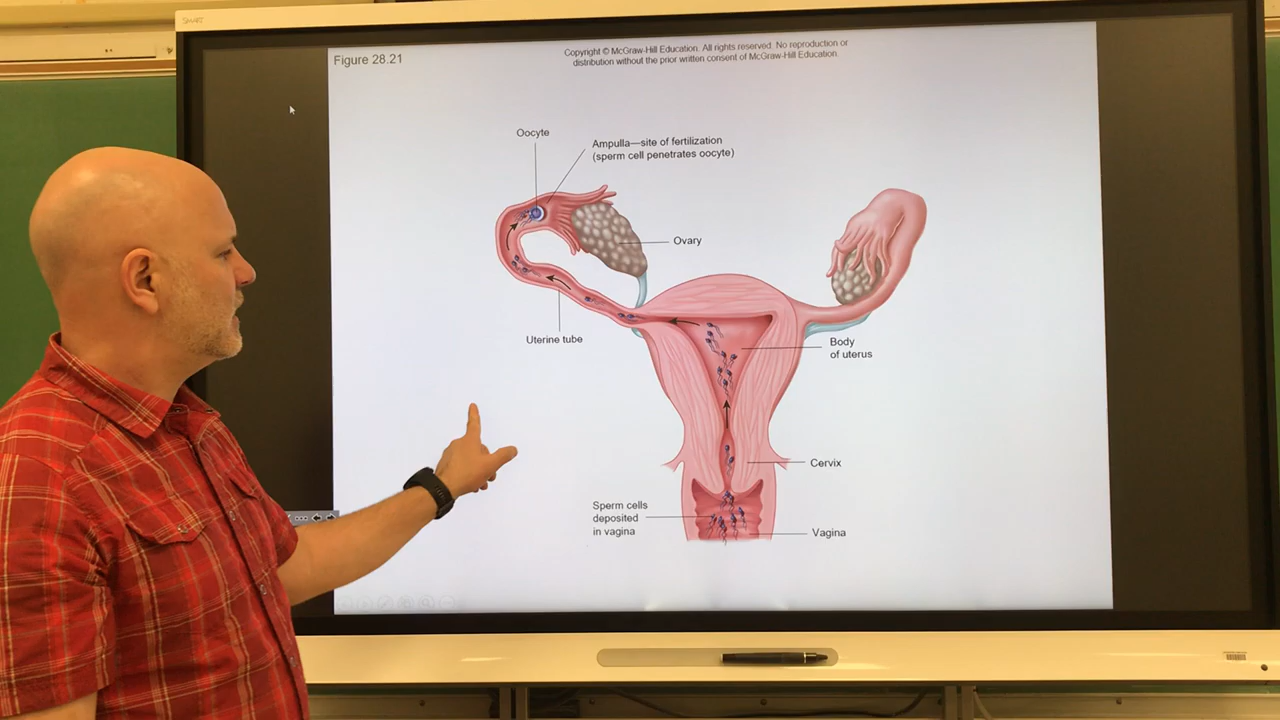 SMART
Figure 28.21
Copyright © McGraw-Hill Education. All rights reserved. No reproduction or
distribution without the prior written consent of McGraw-Hill Education.
Oocyte
Ampulla—site of fertilization
(sperm cell penetrates oocyte)
Ovary
Uterine tube
Body
of uterus
Cervix
Sperm cells
deposited
in vagina
Vagina